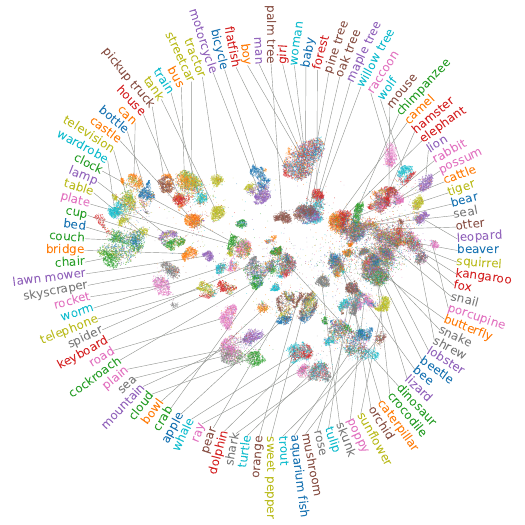 palm tree
girl
woman
baby
forest
pine tree
oak tree
maple tree
willow tree
raccoon
wolf
mouse
chimpanzee
camel
hamster
elephant
lion
rabbit
possum
cattle
tiger
bear
seal
otter
leopard
beaver
squirrel
kangaroo
fox
snail
porcupine
butterfly
snake
shrew
lobster
beetle
bee
lizard
dinosaur
crocodile
caterpillar
orchid
sunflower
poppy
skunk
tulip
rose
mushroom
aquarium fish
trout
sweet pepper
orange
turtle
shark
dolphin
pear
ray
whale
apple
crab
bowl
cloud
mountain
sea
plain
cockroach
road
keyboard
spider
telephone
worm
rocket
skyscraper
lawn mower
chair
bridge
couch
bed
cup
plate
table
lamp
clock
wardrobe
television
castle
bottle
can
house
pickup truck
tank
train
bus
streetcar
tractor
motorcycle
bicycle
flatfish
boy
man